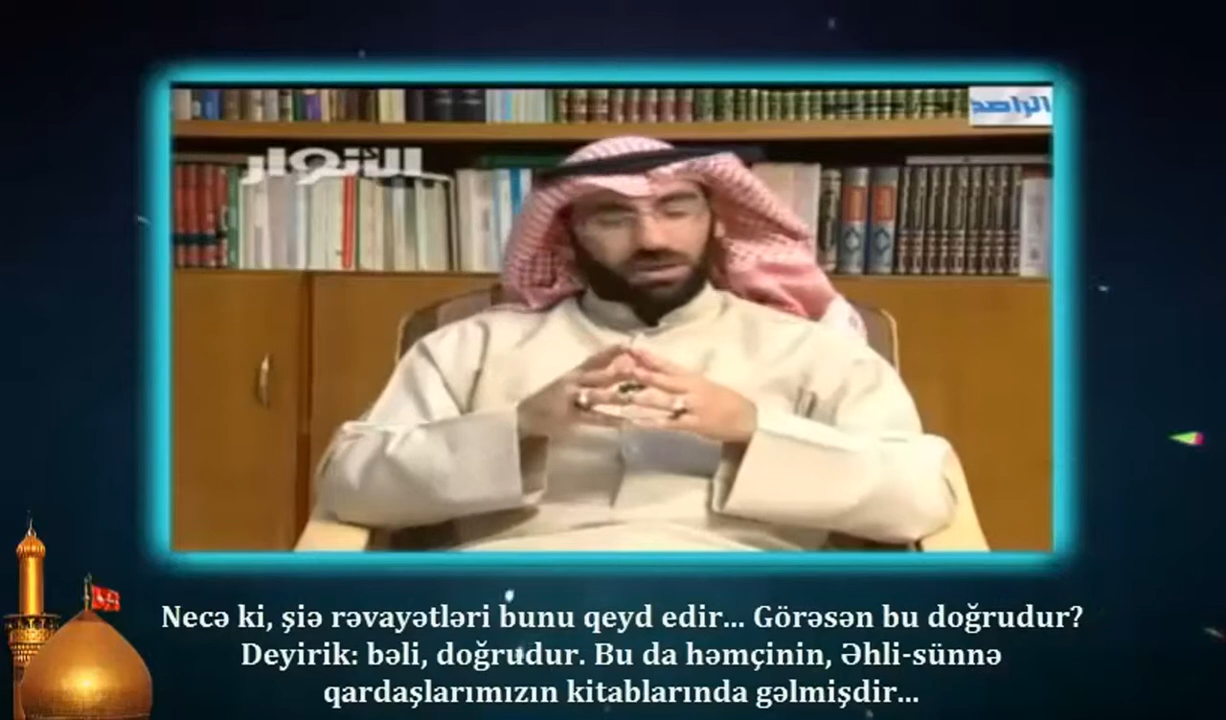 الراصد
الانوار
Necə ki, şiə rəvayətləri bunu qeyd edir... Görəsən bu doğrudur?
Deyirik: bəli, doğrudur. Bu da həmçinin, Əhli-sünnə
qardaşlarımızın kitablarında gəlmişdir...